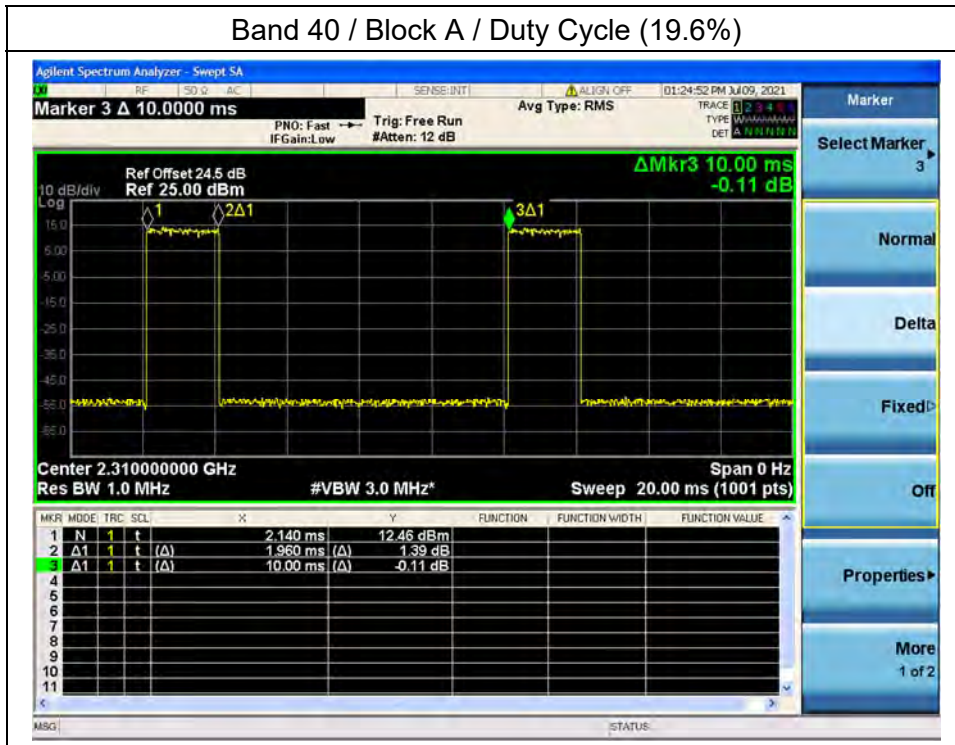 Band 40 / Block A / Duty Cycle (19.6%)
Agilent Spectrum Analyzer - Swept SA
RF 50 Ω AC SENSE:INT ALIGN OFF 01:24:52 PM Jul 09, 2021
Marker 3 Δ 10.0000 ms
PNO: Fast
IFGain:Low
Trig: Free Run
#Atten: 12 dB
Avg Type: RMS
TRACE 1 2 3 4 5 6
TYPE
DET A N N N N N
Marker
Select Marker
3
Normal
Delta
Fixed
Off
Properties
More
1 of 2
ΔMkr3 10.00 ms
-0.11 dB
Ref Offset 24.5 dB
10 dB/div Ref 25.00 dBm
Log
15.0
5.00
-5.00
-15.0
-25.0
-35.0
-45.0
-55.0
-65.0
1
2Δ1
3Δ1
Center 2.310000000 GHz Span 0 Hz
Res BW 1.0 MHz #VBW 3.0 MHz* Sweep 20.00 ms (1001 pts)
MKR MODE TRC SCL X Y FUNCTION FUNCTION WIDTH FUNCTION VALUE
1 N 1 t 2.140 ms 12.46 dBm
2 Δ1 1 t (Δ) 1.960 ms (Δ) 1.39 dB
3 Δ1 1 t (Δ) 10.00 ms (Δ) -0.11 dB
4
5
6
7
8
9
10
11
MSG STATUS